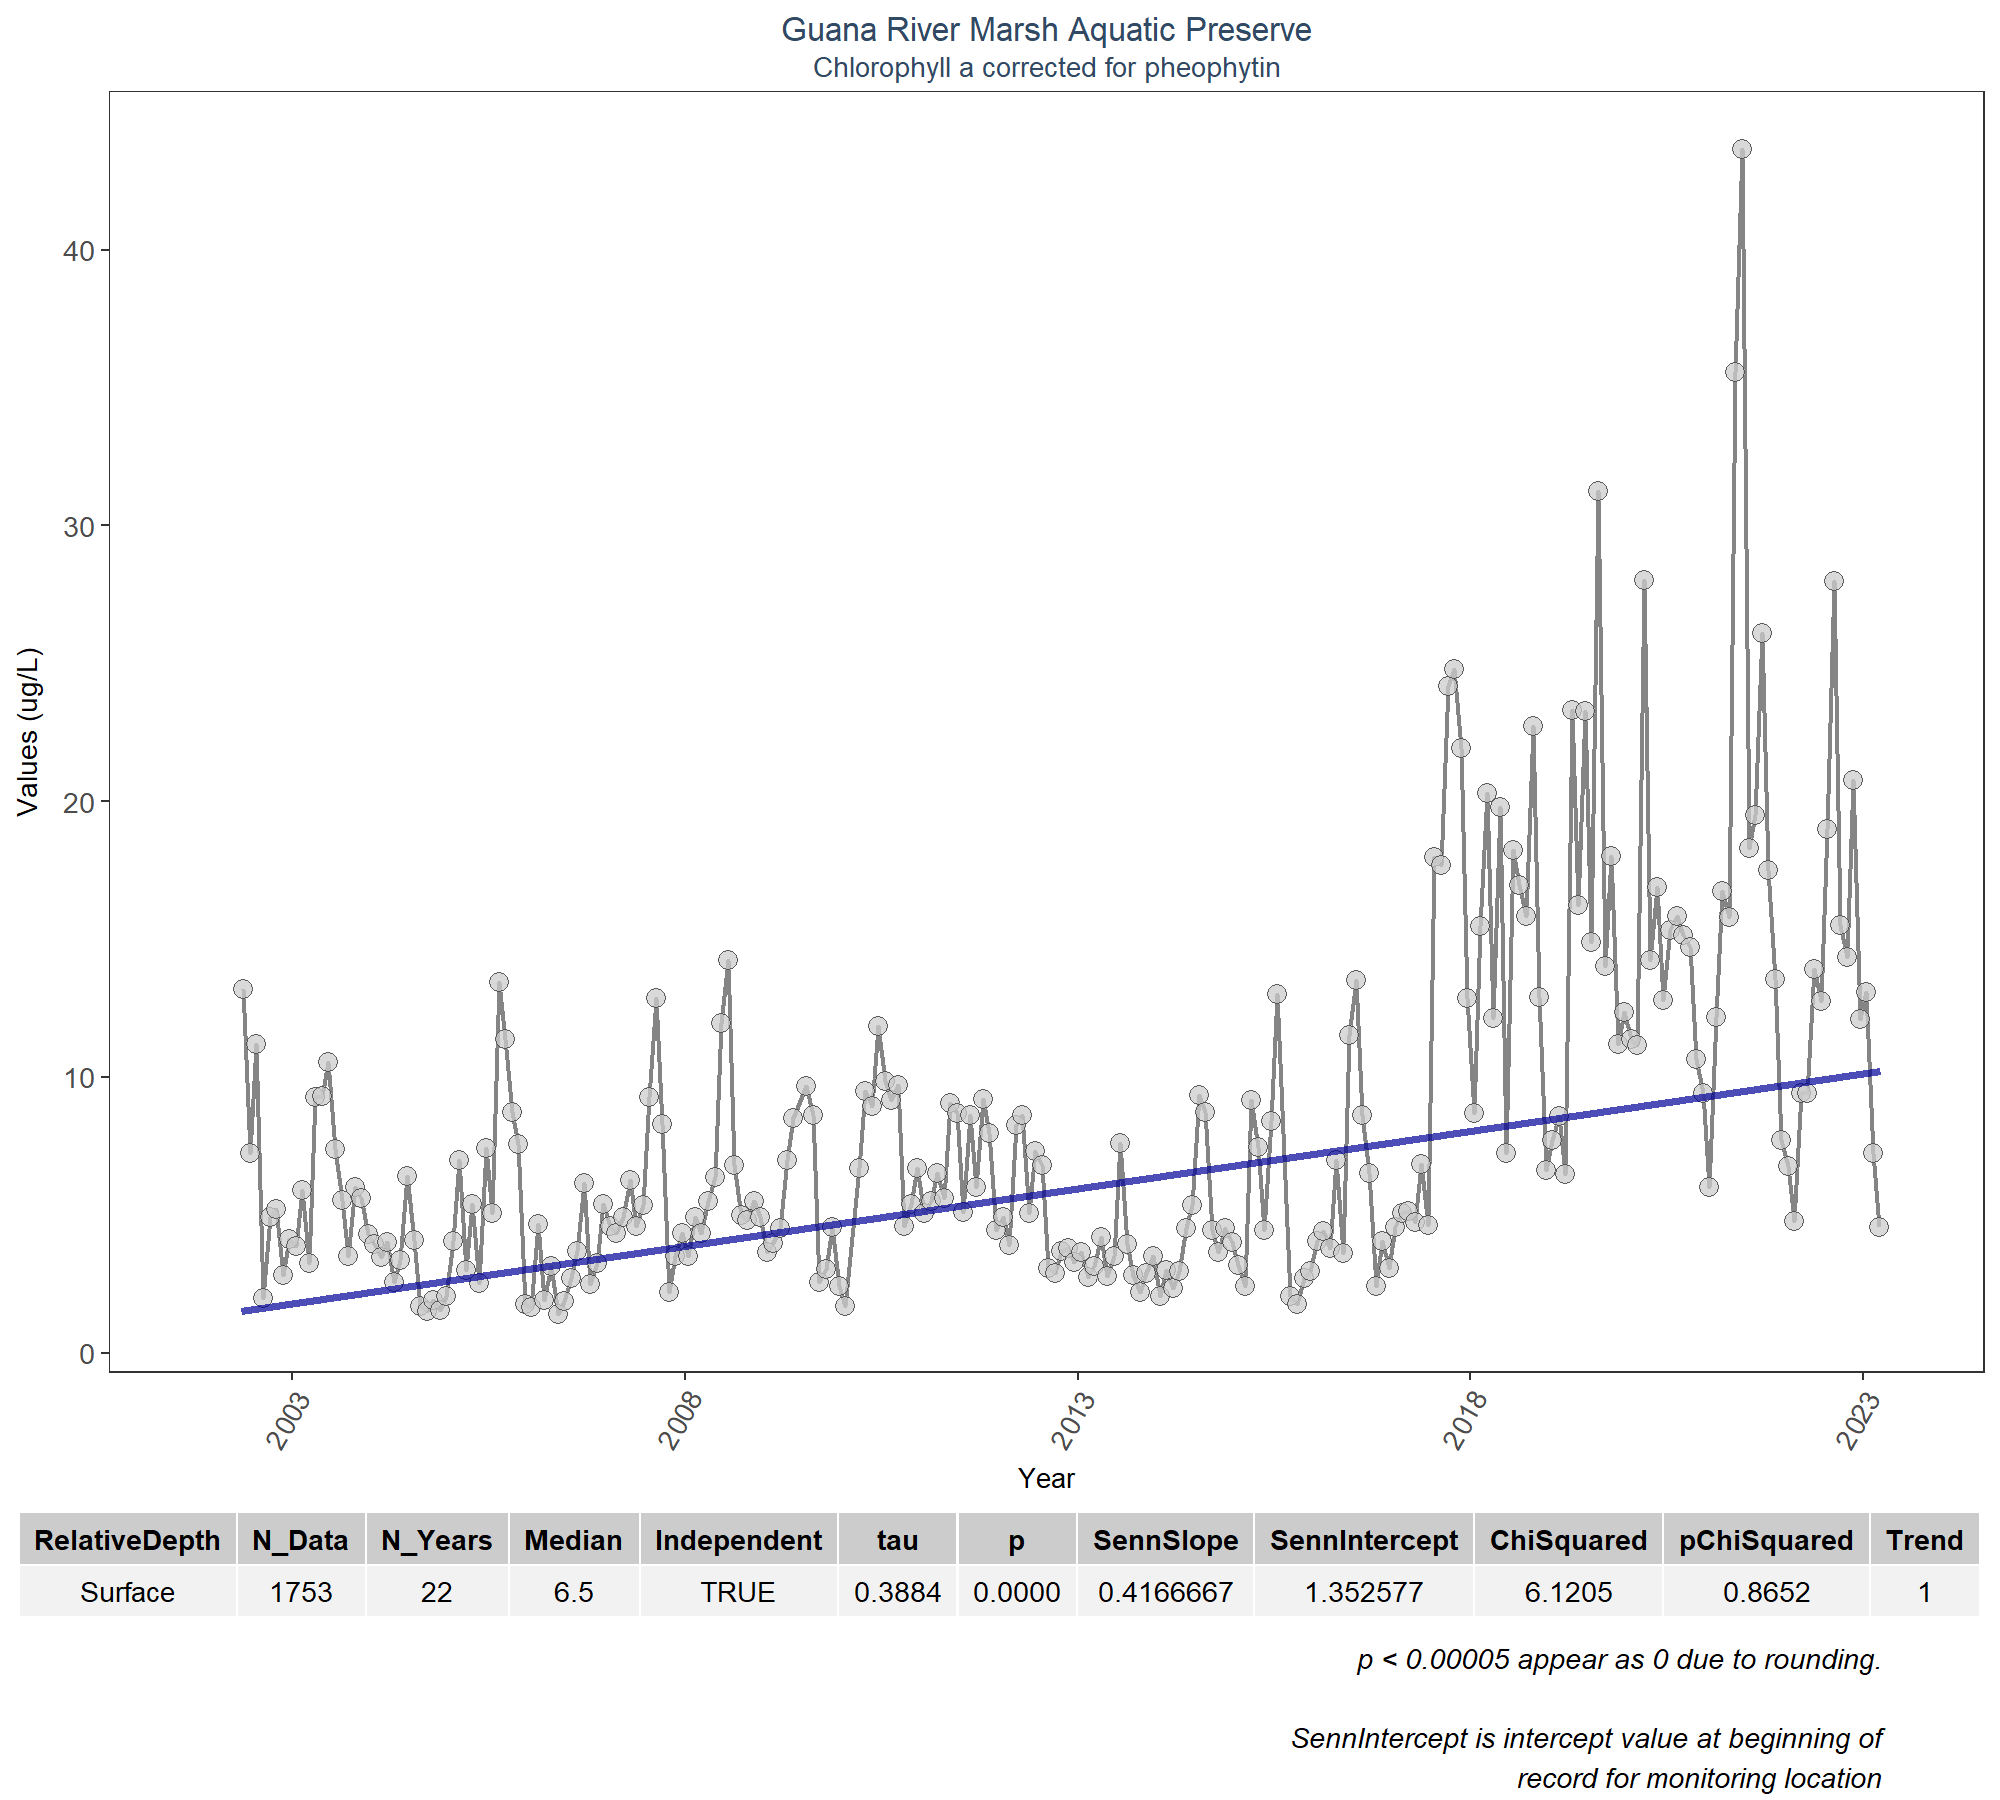 Guana River Marsh Aquatic Preserve
Chlorophyll a corrected for pheophytin
Values (ug/L)
40
30
20
10
0
2003 2008 2013 2018 2023
Year
RelativeDepth N_Data N_Years Median Independent tau p SennSlope SennIntercept ChiSquared pChiSquared Trend
Surface 1753 22 6.5 TRUE 0.3884 0.0000 0.4166667 1.352577 6.1205 0.8652 1
p < 0.00005 appear as 0 due to rounding.
SennIntercept is intercept value at beginning of
record for monitoring location